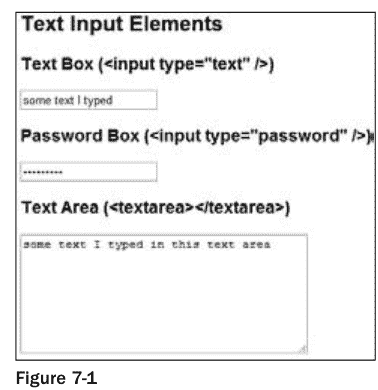 Text Input Elements
Text Box (<input type="text" />)
some text I typed
Password Box (<input type="password" />)
•••••••••
Text Area (<textarea></textarea>)
some text I typed in this text area
Figure 7-1